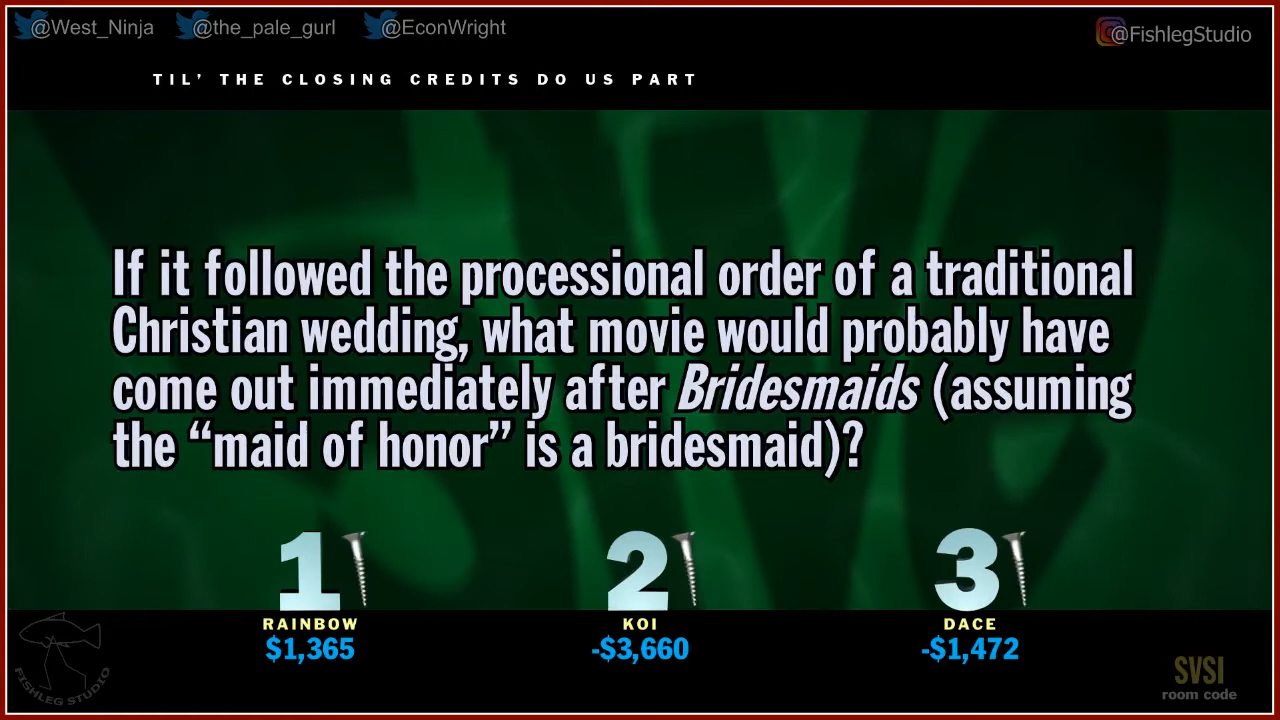 @West_Ninja @the_pale_gurl @EconWright @FishlegStudio
TIL’ THE CLOSING CREDITS DO US PART
If it followed the processional order of a traditional
Christian wedding, what movie would probably have
come out immediately after Bridesmaids (assuming
the “maid of honor” is a bridesmaid)?
1 2 3
RAINBOW KOI DACE
$1,365 -$3,660 -$1,472
FISHLEG STUDIO
SVSI
room code